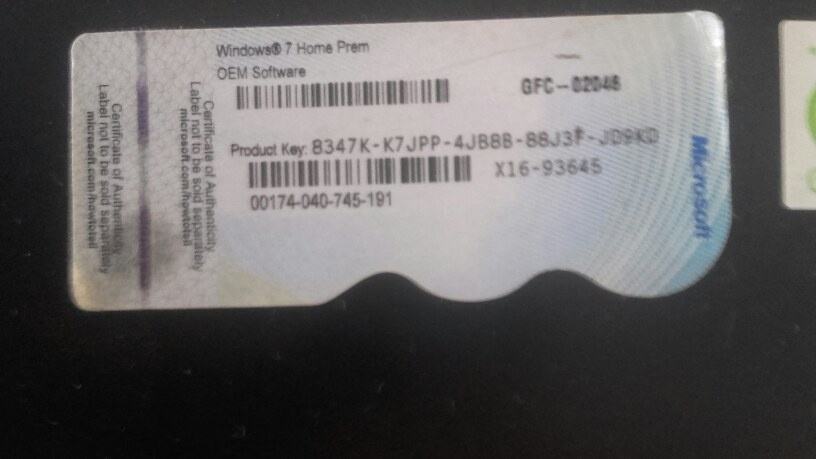 Windows® 7 Home Prem
OEM Software
GFC-02046
Product Key: 8347K-K7JPP-4JB8B-88J3F-JD9KD
X16-93645
00174-040-745-191
Microsoft
Certificate of Authenticity
Label not to be sold separately
microsoft.com/howtotell
Certificate of Authenticity
Label not to be sold separately
microsoft.com/howtotell